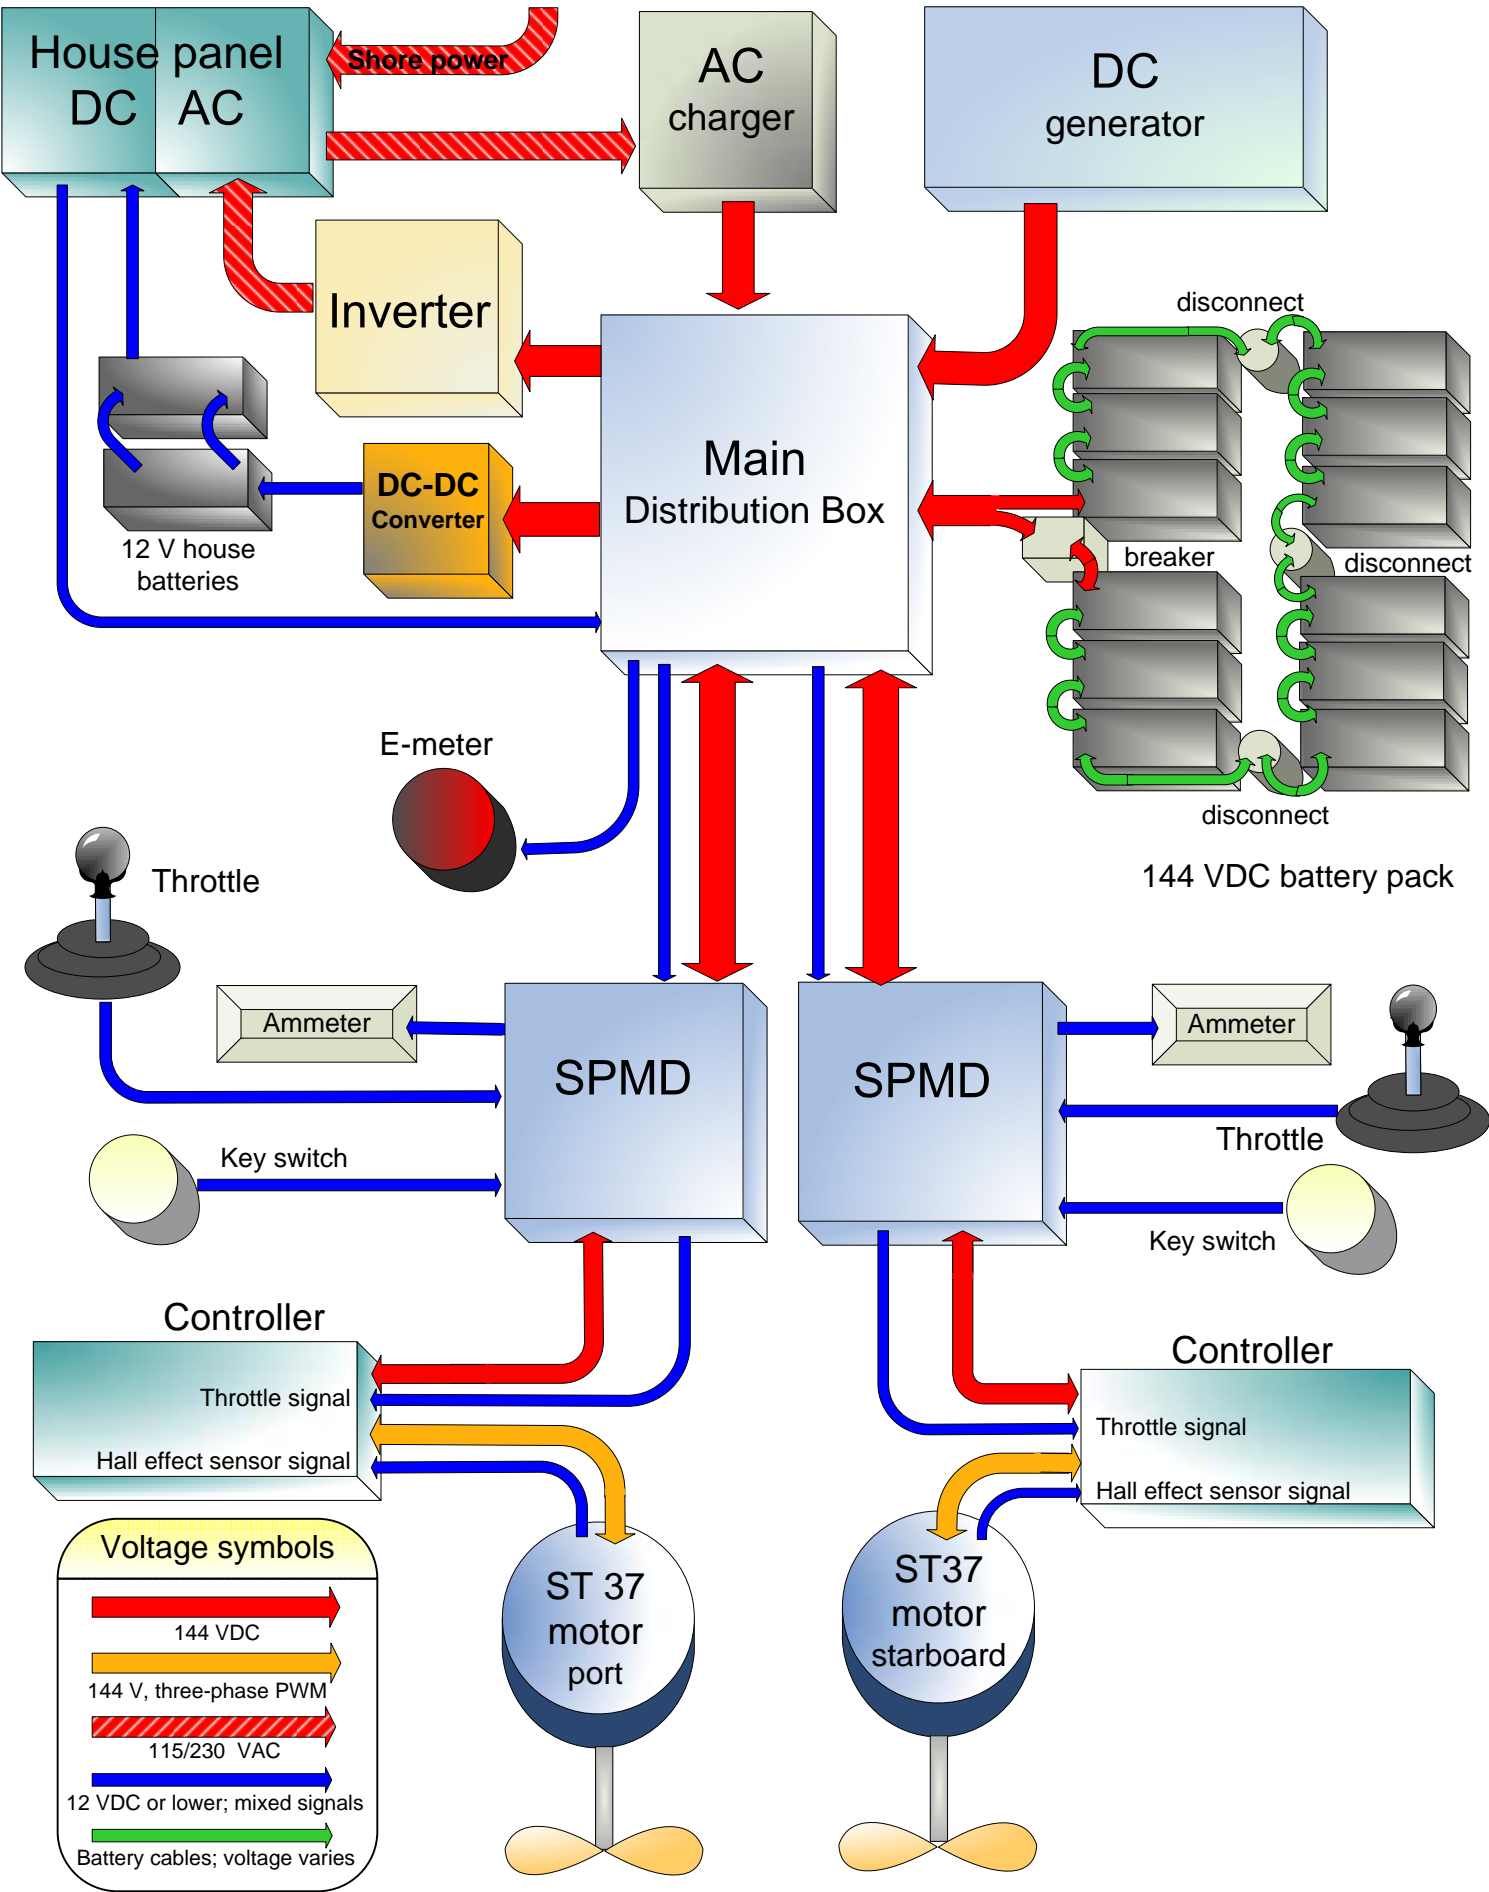 House panel
DC AC
Shore power
AC
charger
DC
generator
Inverter
disconnect
Main
Distribution Box
DC-DC
Converter
12 V house
batteries
breaker
disconnect
E-meter
disconnect
144 VDC battery pack
Throttle
Ammeter
SPMD
SPMD
Ammeter
Throttle
Key switch
Key switch
Controller
Throttle signal
Hall effect sensor signal
Controller
Throttle signal
Hall effect sensor signal
ST 37
motor
port
ST37
motor
starboard
Voltage symbols
144 VDC
144 V, three-phase PWM
115/230 VAC
12 VDC or lower; mixed signals
Battery cables; voltage varies